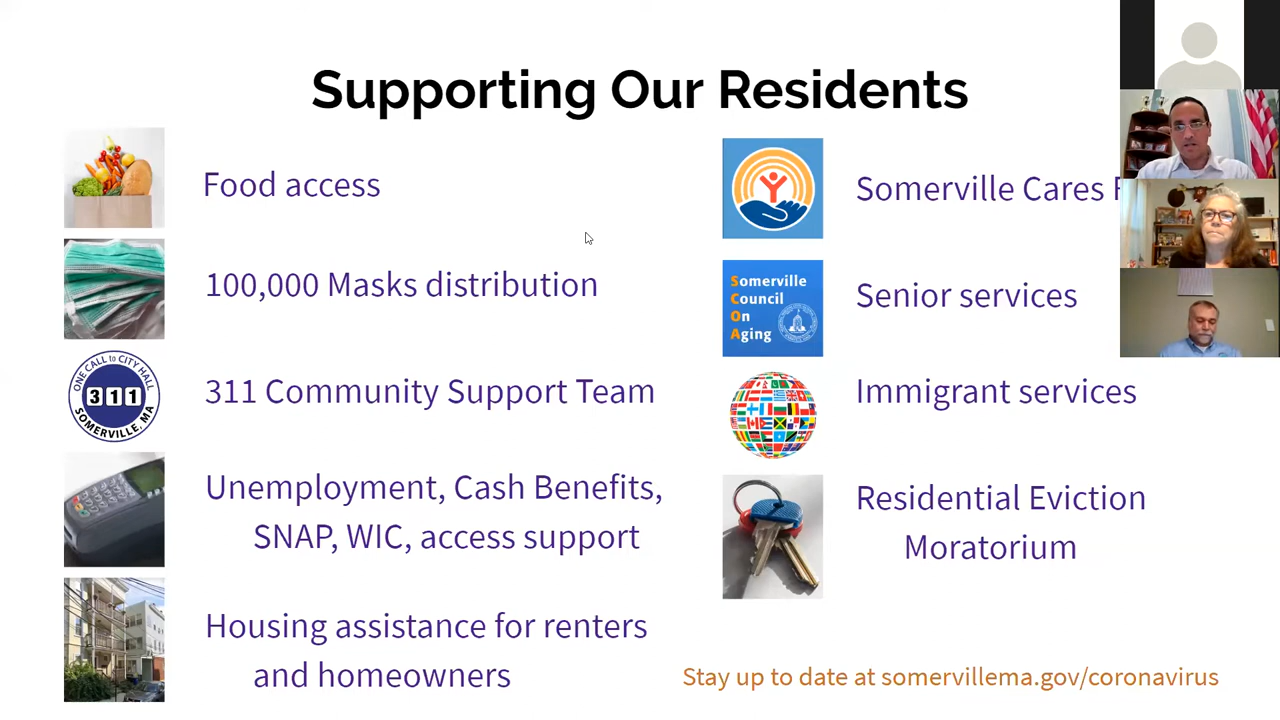 Supporting Our Residents
Food access
100,000 Masks distribution
ONE CALL to CITY HALL
311
SOMERVILLE, MA
311 Community Support Team
Unemployment, Cash Benefits,
SNAP, WIC, access support
Housing assistance for renters
and homeowners
Somerville Cares
Somerville
Council
On
Aging
Senior services
Immigrant services
Residential Eviction
Moratorium
Stay up to date at somervillema.gov/coronavirus